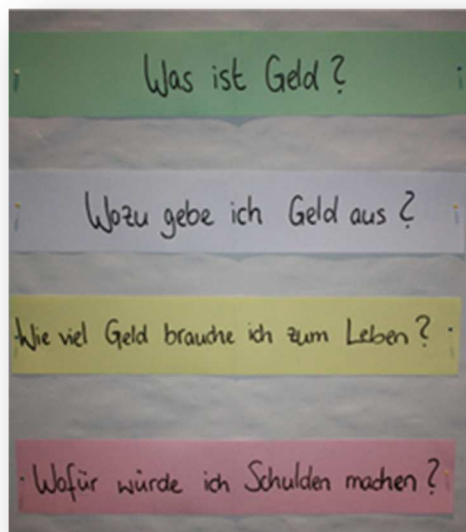 Was ist Geld?
Wozu gebe ich Geld aus?
Wie viel Geld brauche ich zum Leben?
Wofür würde ich Schulden machen?